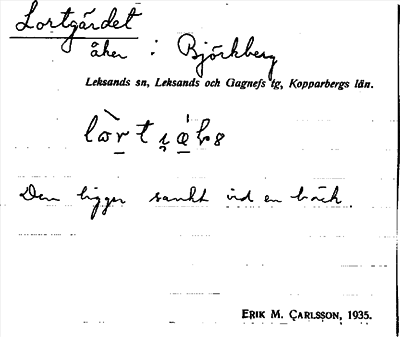 Lortgärdet
åker i Björkberg
Leksands sn, Leksands och Gagnefs tg, Kopparbergs län.
Den ligger sankt vid en bäck.
ERIK M. CARLSSON, 1935.